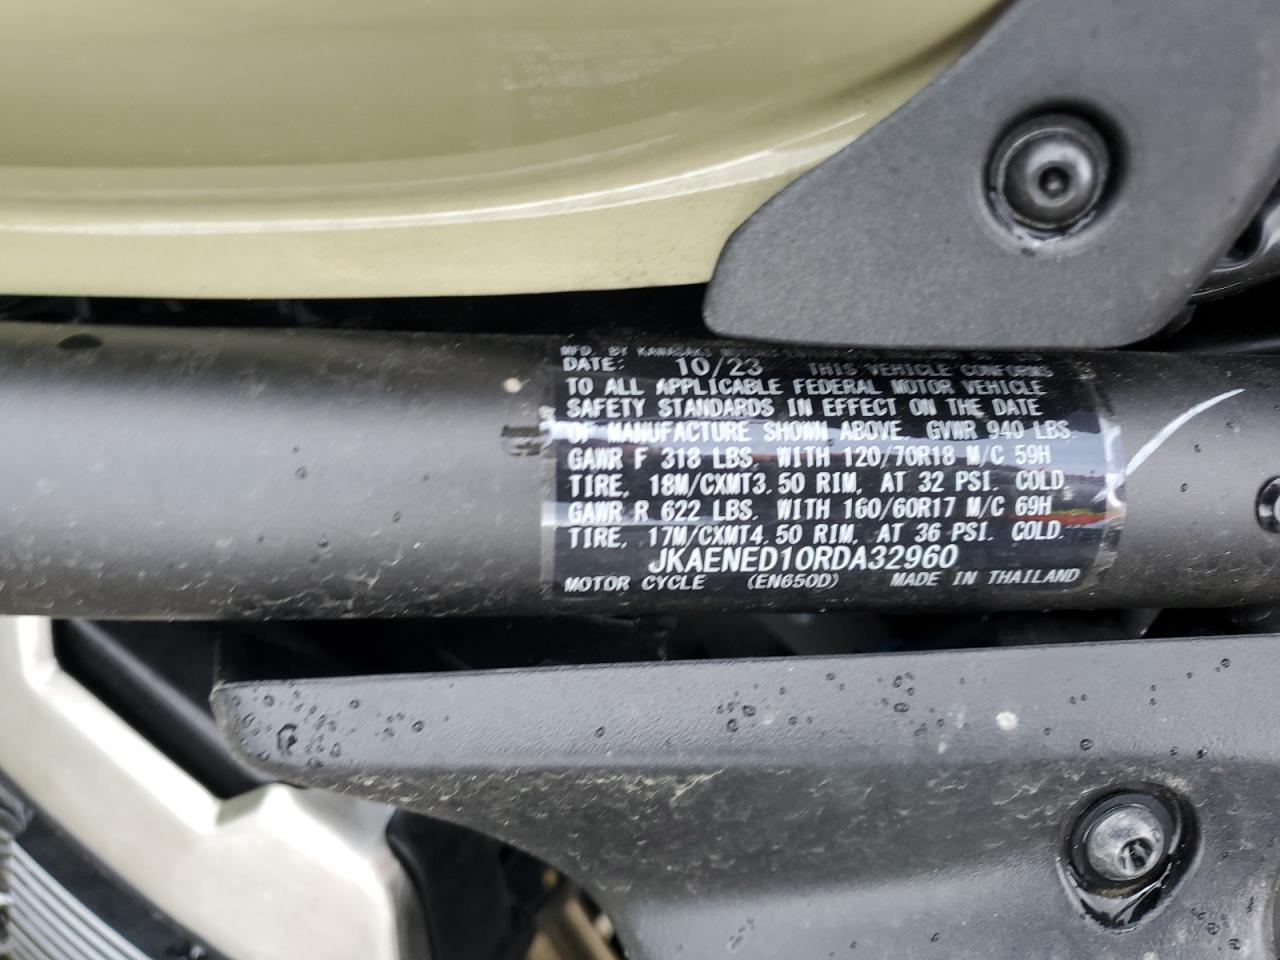 MFD. BY KAWASAKI
DATE: 10/23 THIS VEHICLE CONFORMS
TO ALL APPLICABLE FEDERAL MOTOR VEHICLE
SAFETY STANDARDS IN EFFECT ON THE DATE
OF MANUFACTURE SHOWN ABOVE. GVWR 940 LBS.
GAWR F 318 LBS. WITH 120/70R18 M/C 59H
TIRE, 18M/CXMT3.50 RIM, AT 32 PSI. COLD.
GAWR R 622 LBS. WITH 160/60R17 M/C 69H
TIRE, 17M/CXMT4.50 RIM, AT 36 PSI. COLD.
JKAENED10RDA32960
MOTOR CYCLE (EN650D) MADE IN THAILAND